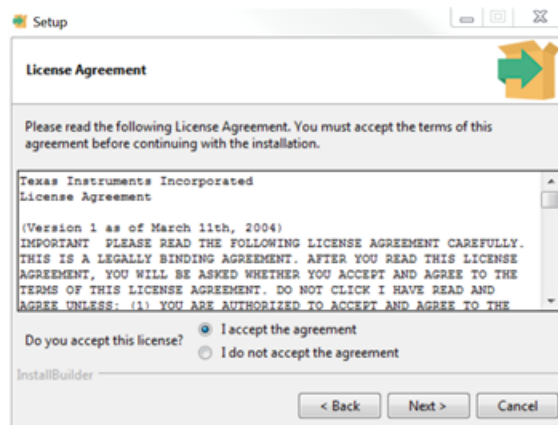 Setup
License Agreement
Please read the following License Agreement. You must accept the terms of this
agreement before continuing with the installation.
Texas Instruments Incorporated
License Agreement
(Version 1 as of March 11th, 2004)
IMPORTANT  PLEASE READ THE FOLLOWING LICENSE AGREEMENT CAREFULLY.
THIS IS A LEGALLY BINDING AGREEMENT. AFTER YOU READ THIS LICENSE
AGREEMENT, YOU WILL BE ASKED WHETHER YOU ACCEPT AND AGREE TO THE
TERMS OF THIS LICENSE AGREEMENT. DO NOT CLICK I HAVE READ AND
AGREE UNLESS: (1) YOU ARE AUTHORIZED TO ACCEPT AND AGREE TO THE
Do you accept this license?
I accept the agreement
I do not accept the agreement
InstallBuilder
< Back Next > Cancel